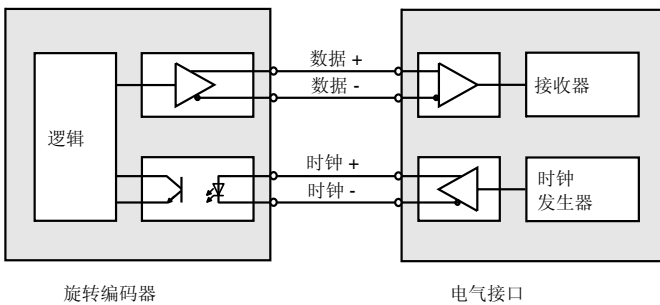 数据 +
数据 -
逻辑
接收器
时钟 +
时钟 -
时钟
发生器
旋转编码器
电气接口